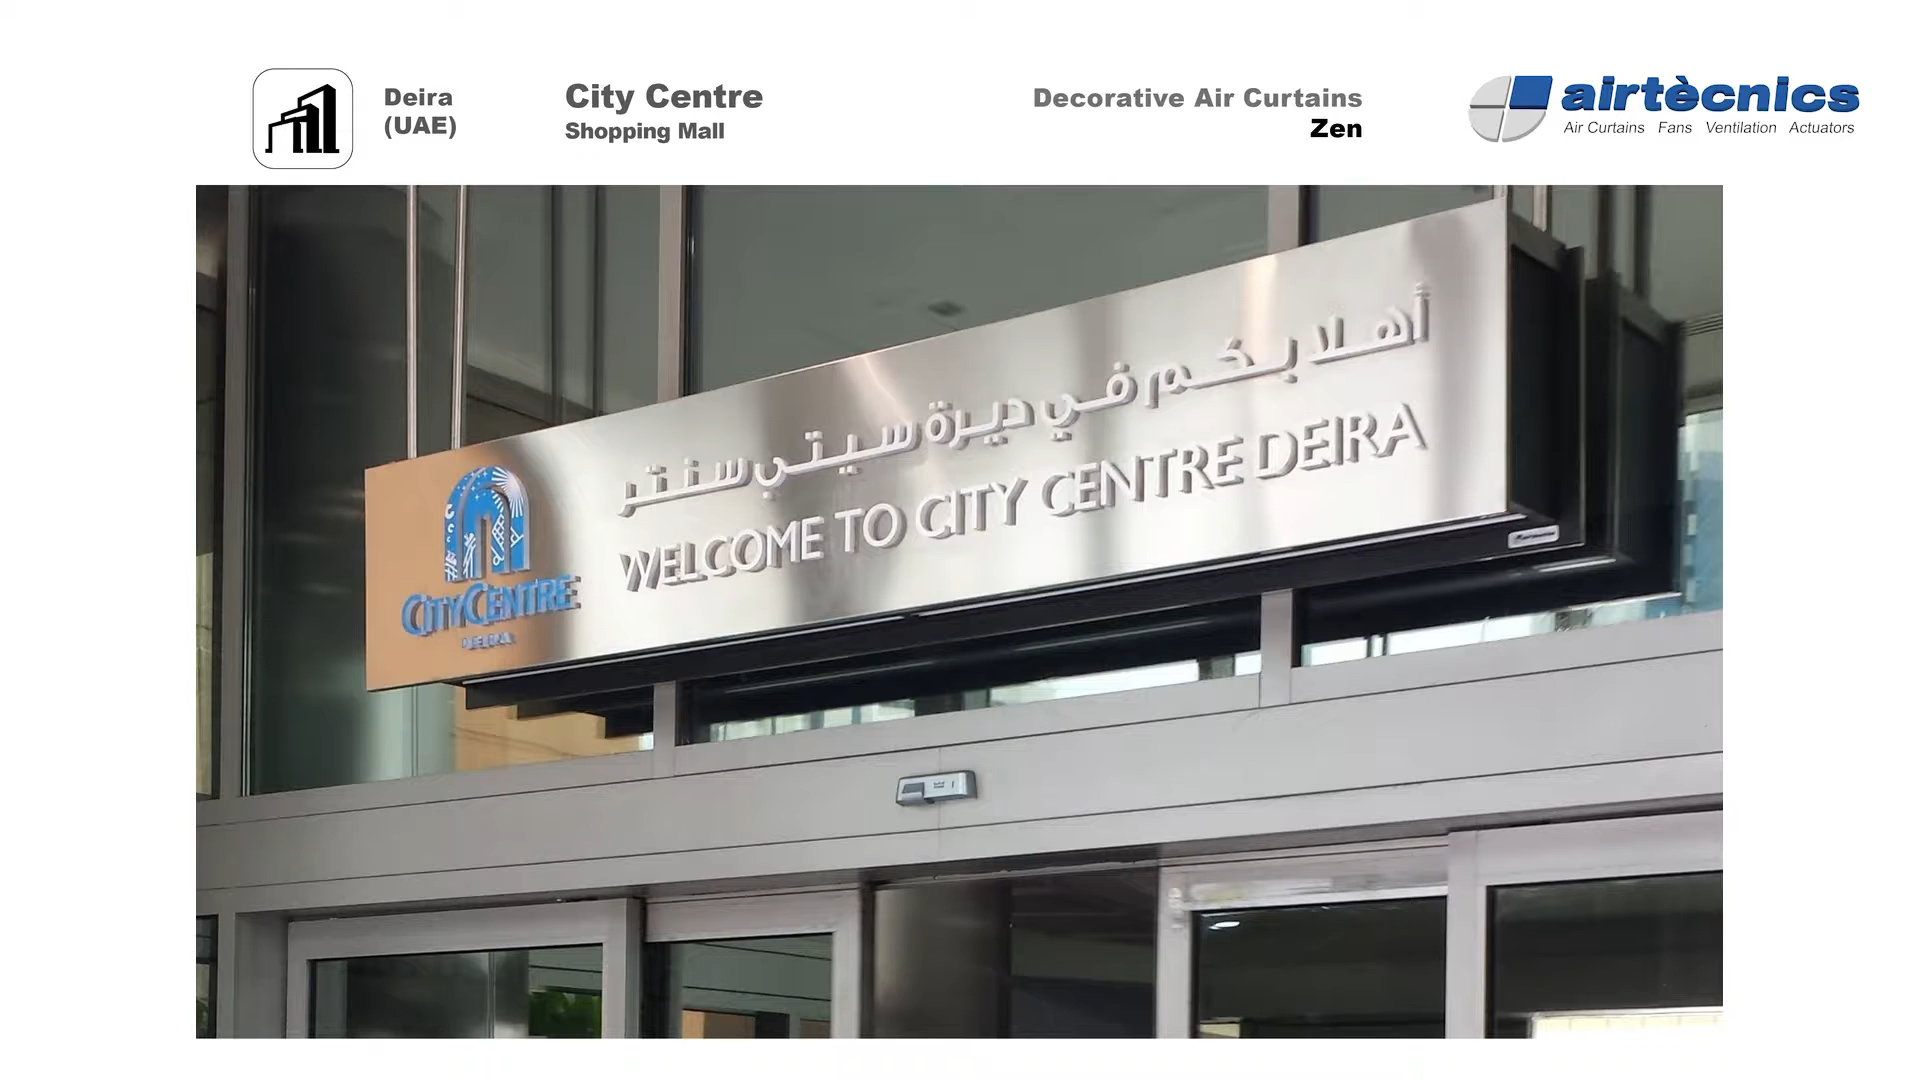 Deira
(UAE)
City Centre
Shopping Mall
Decorative Air Curtains
Zen
airtècnics
Air Curtains Fans Ventilation Actuators
أهلا بكم في ديرة سيتي سنتر
WELCOME TO CITY CENTRE DEIRA
CITY CENTRE
DEIRA